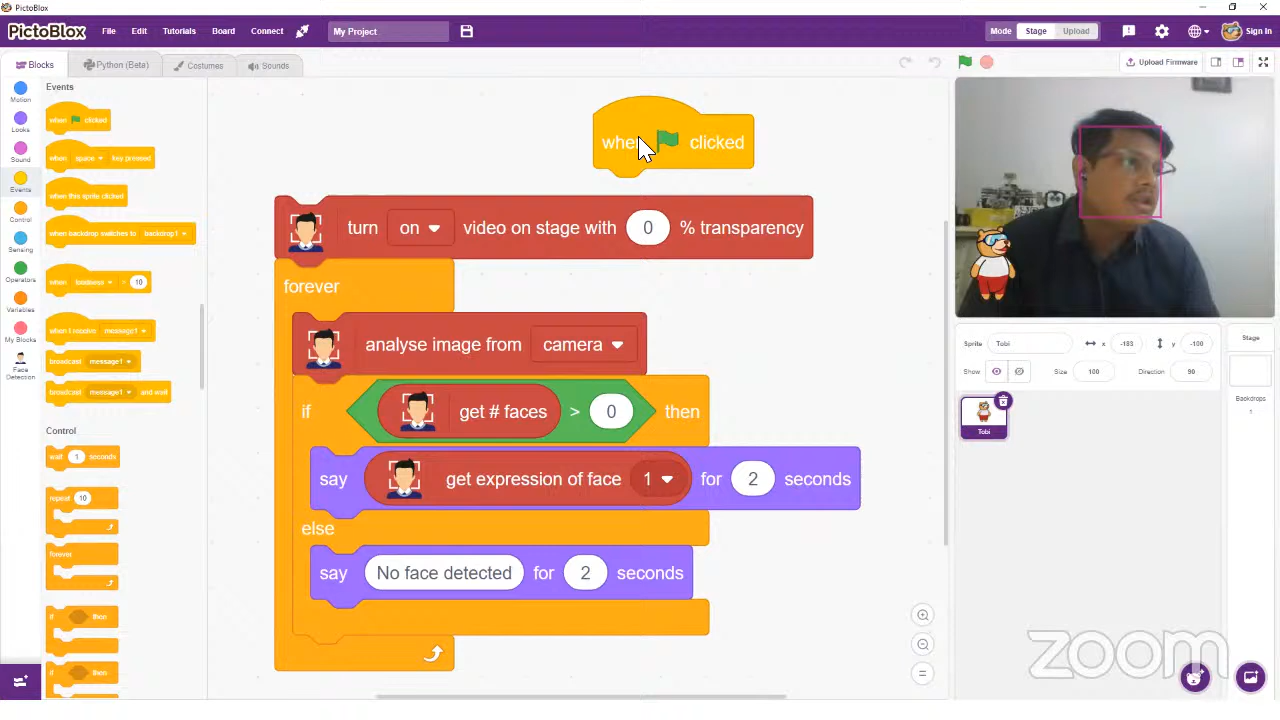 PictoBlox
PictoBlox File Edit Tutorials Board Connect My Project Mode Stage Upload Sign In
Blocks Python (Beta) Costumes Sounds Upload Firmware
Motion
Looks
Sound
Events
Control
Sensing
Operators
Variables
My Blocks
Face
Detection
Events
when clicked
when space key pressed
when this sprite clicked
when backdrop switches to backdrop1
when loudness 10
when I receive message1
broadcast message1
broadcast message1 and wait
Control
wait 1 seconds
repeat 10
forever
if then
if then
when clicked
turn on video on stage with 0 % transparency
forever
analyse image from camera
if get # faces > 0 then
say get expression of face 1 for 2 seconds
else
say No face detected for 2 seconds
Sprite Tobi x -183 y -100
Show Size 100 Direction 90
Tobi
Stage
Backdrops
1
zoom